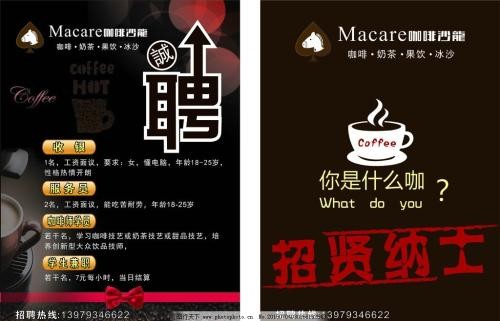 Macare咖啡沙龍
咖啡·奶茶·果饮·冰沙
誠
聘
coffee
HOT
Coffee
收银
1名，工资面议，要求：女，懂电脑，年龄18-25岁，
性格热情开朗
服务员
2名，工资面议，能吃苦耐劳，年龄18-25岁
咖啡师学员
若干名，学习咖啡技艺或奶茶技艺或甜品技艺，培
养创新型大众饮品技师，
学生兼职
若干名，7元每小时，当日结算
招聘热线：13979346622
Macare咖啡沙龍
咖啡·奶茶·果饮·冰沙
Coffee
你是什么咖？
What do you
招贤纳士
招聘热线：13979346622